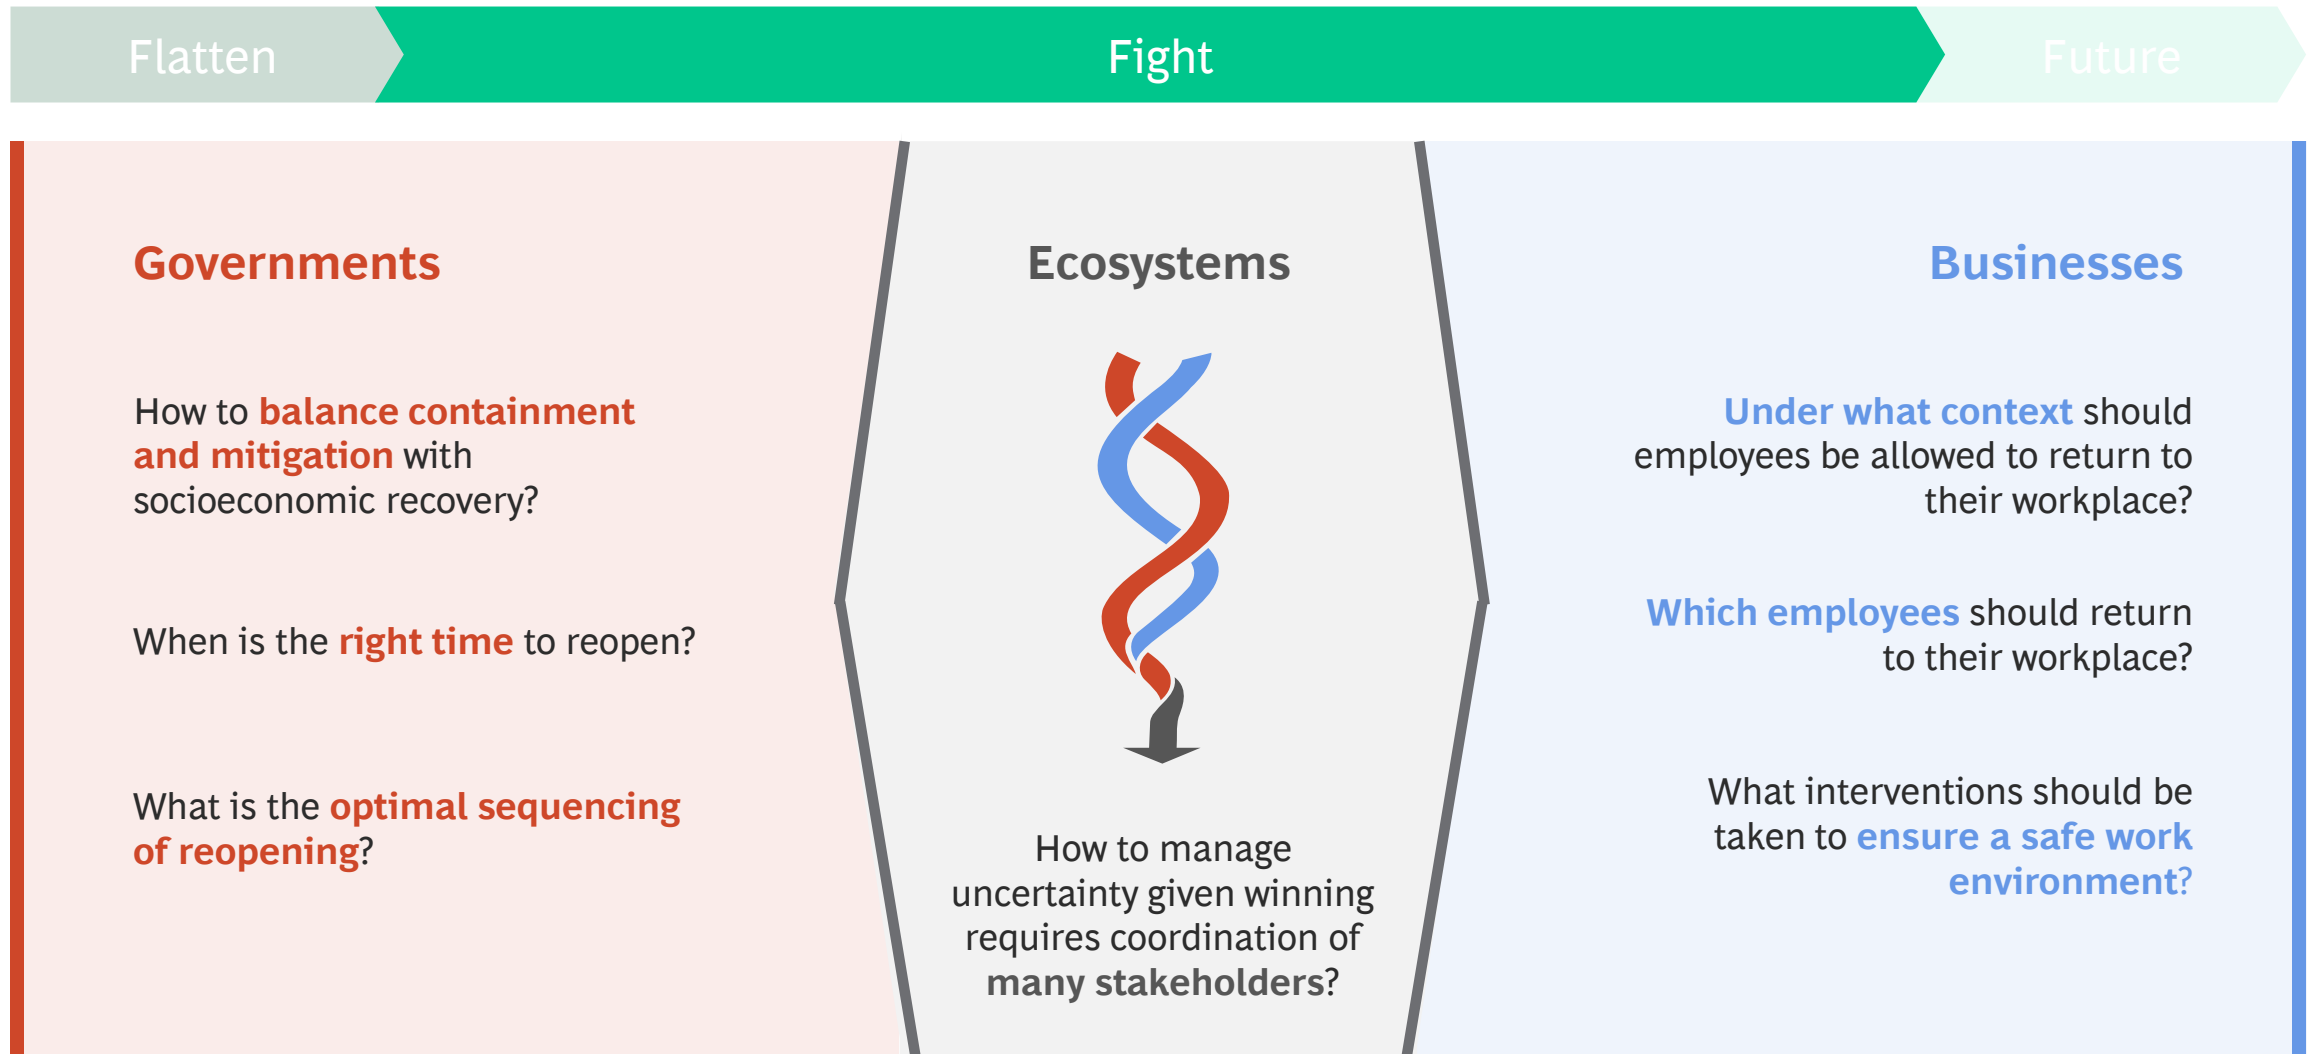 Flatten
Fight
Future
Governments
How to balance containment
and mitigation with
socioeconomic recovery?
When is the right time to reopen?
What is the optimal sequencing
of reopening?
Ecosystems
How to manage
uncertainty given winning
requires coordination of
many stakeholders?
Businesses
Under what context should
employees be allowed to return to
their workplace?
Which employees should return
to their workplace?
What interventions should be
taken to ensure a safe work
environment?